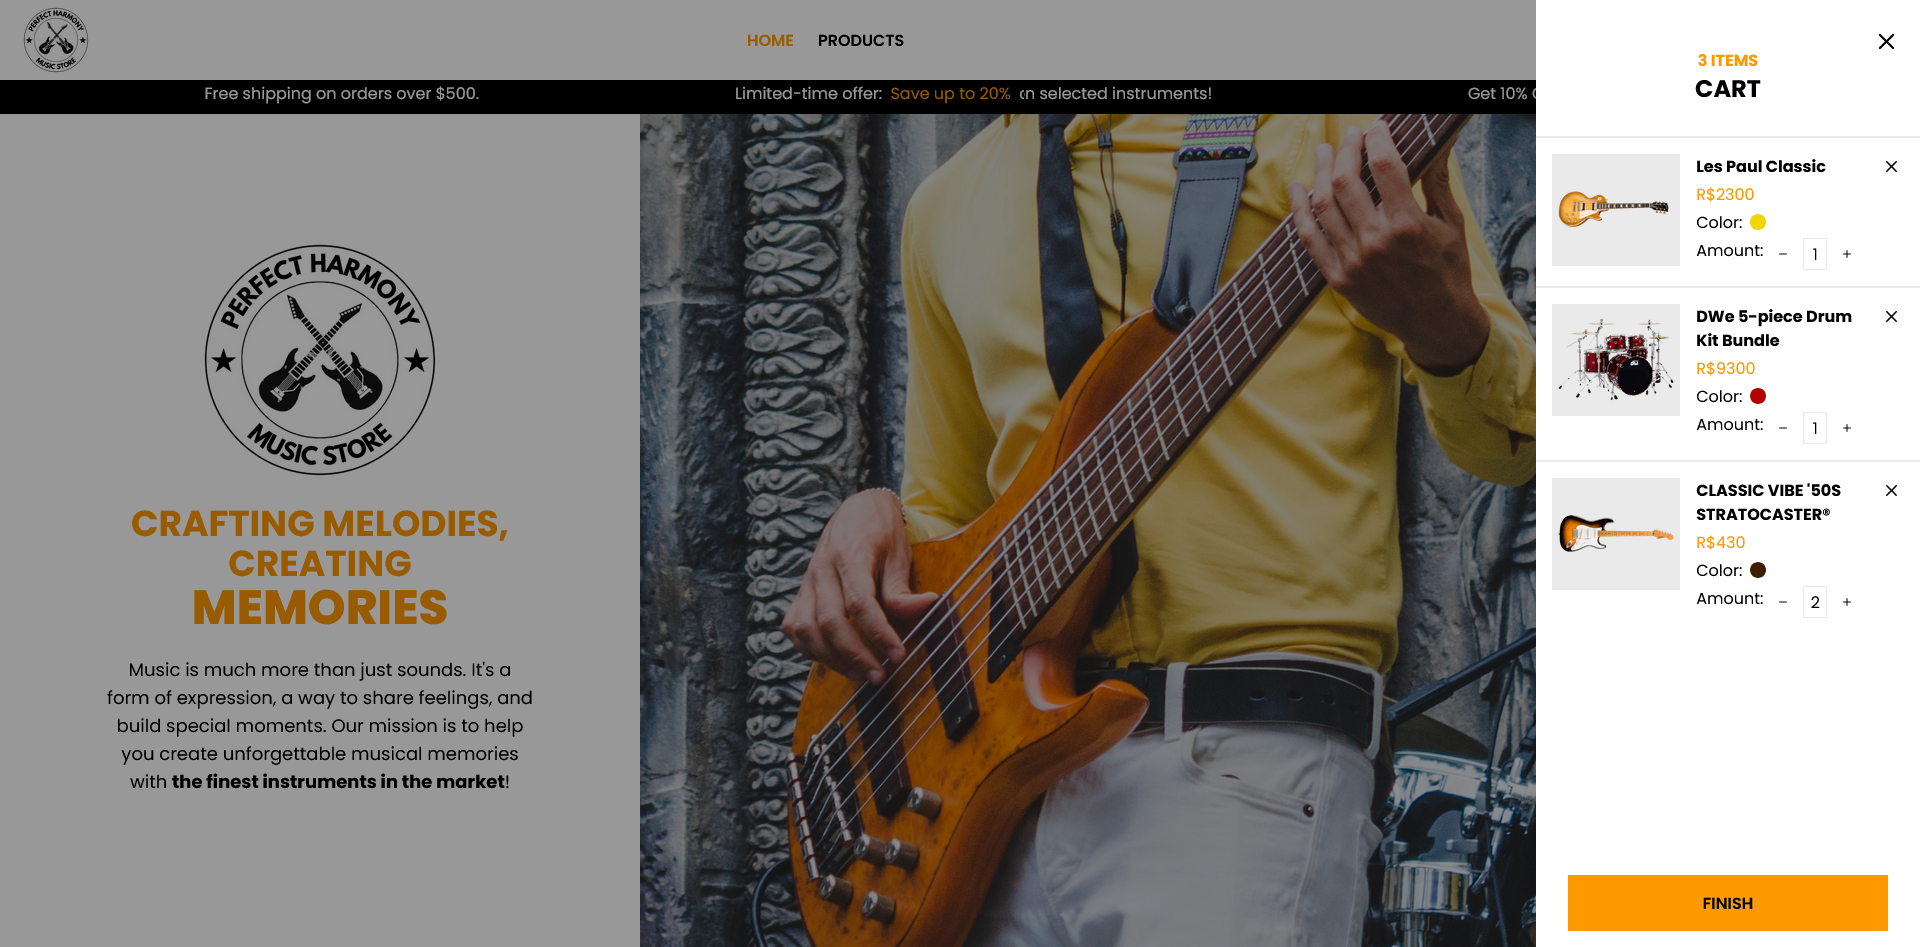 PERFECT HARMONY
MUSIC STORE
HOME PRODUCTS
Free shipping on orders over $500. Limited-time offer: Save up to 20% on selected instruments! Get 10%
PERFECT HARMONY
MUSIC STORE
CRAFTING MELODIES,
CREATING
MEMORIES
Music is much more than just sounds. It's a
form of expression, a way to share feelings, and
build special moments. Our mission is to help
you create unforgettable musical memories
with the finest instruments in the market!
3 ITEMS
CART
Les Paul Classic
R$2300
Color:
Amount: − 1 +
DWe 5-piece Drum
Kit Bundle
R$9300
Color:
Amount: − 1 +
CLASSIC VIBE '50S
STRATOCASTER®
R$430
Color:
Amount: − 2 +
FINISH